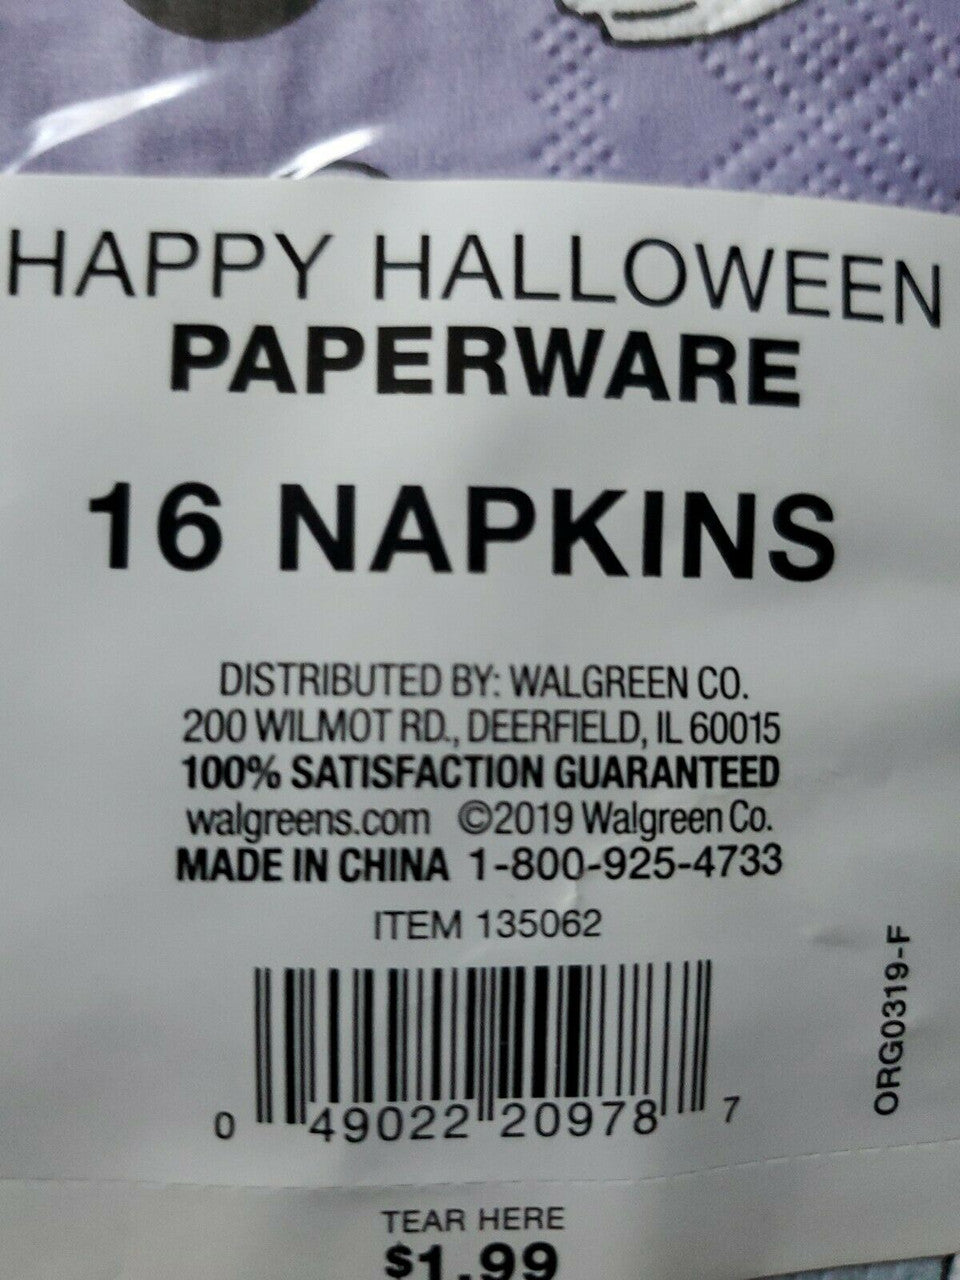 HAPPY HALLOWEEN
PAPERWARE
16 NAPKINS
DISTRIBUTED BY: WALGREEN CO.
200 WILMOT RD., DEERFIELD, IL 60015
100% SATISFACTION GUARANTEED
walgreens.com ©2019 Walgreen Co.
MADE IN CHINA 1-800-925-4733
ITEM 135062
0 49022 20978 7
ORG0319-F
TEAR HERE
$1.99